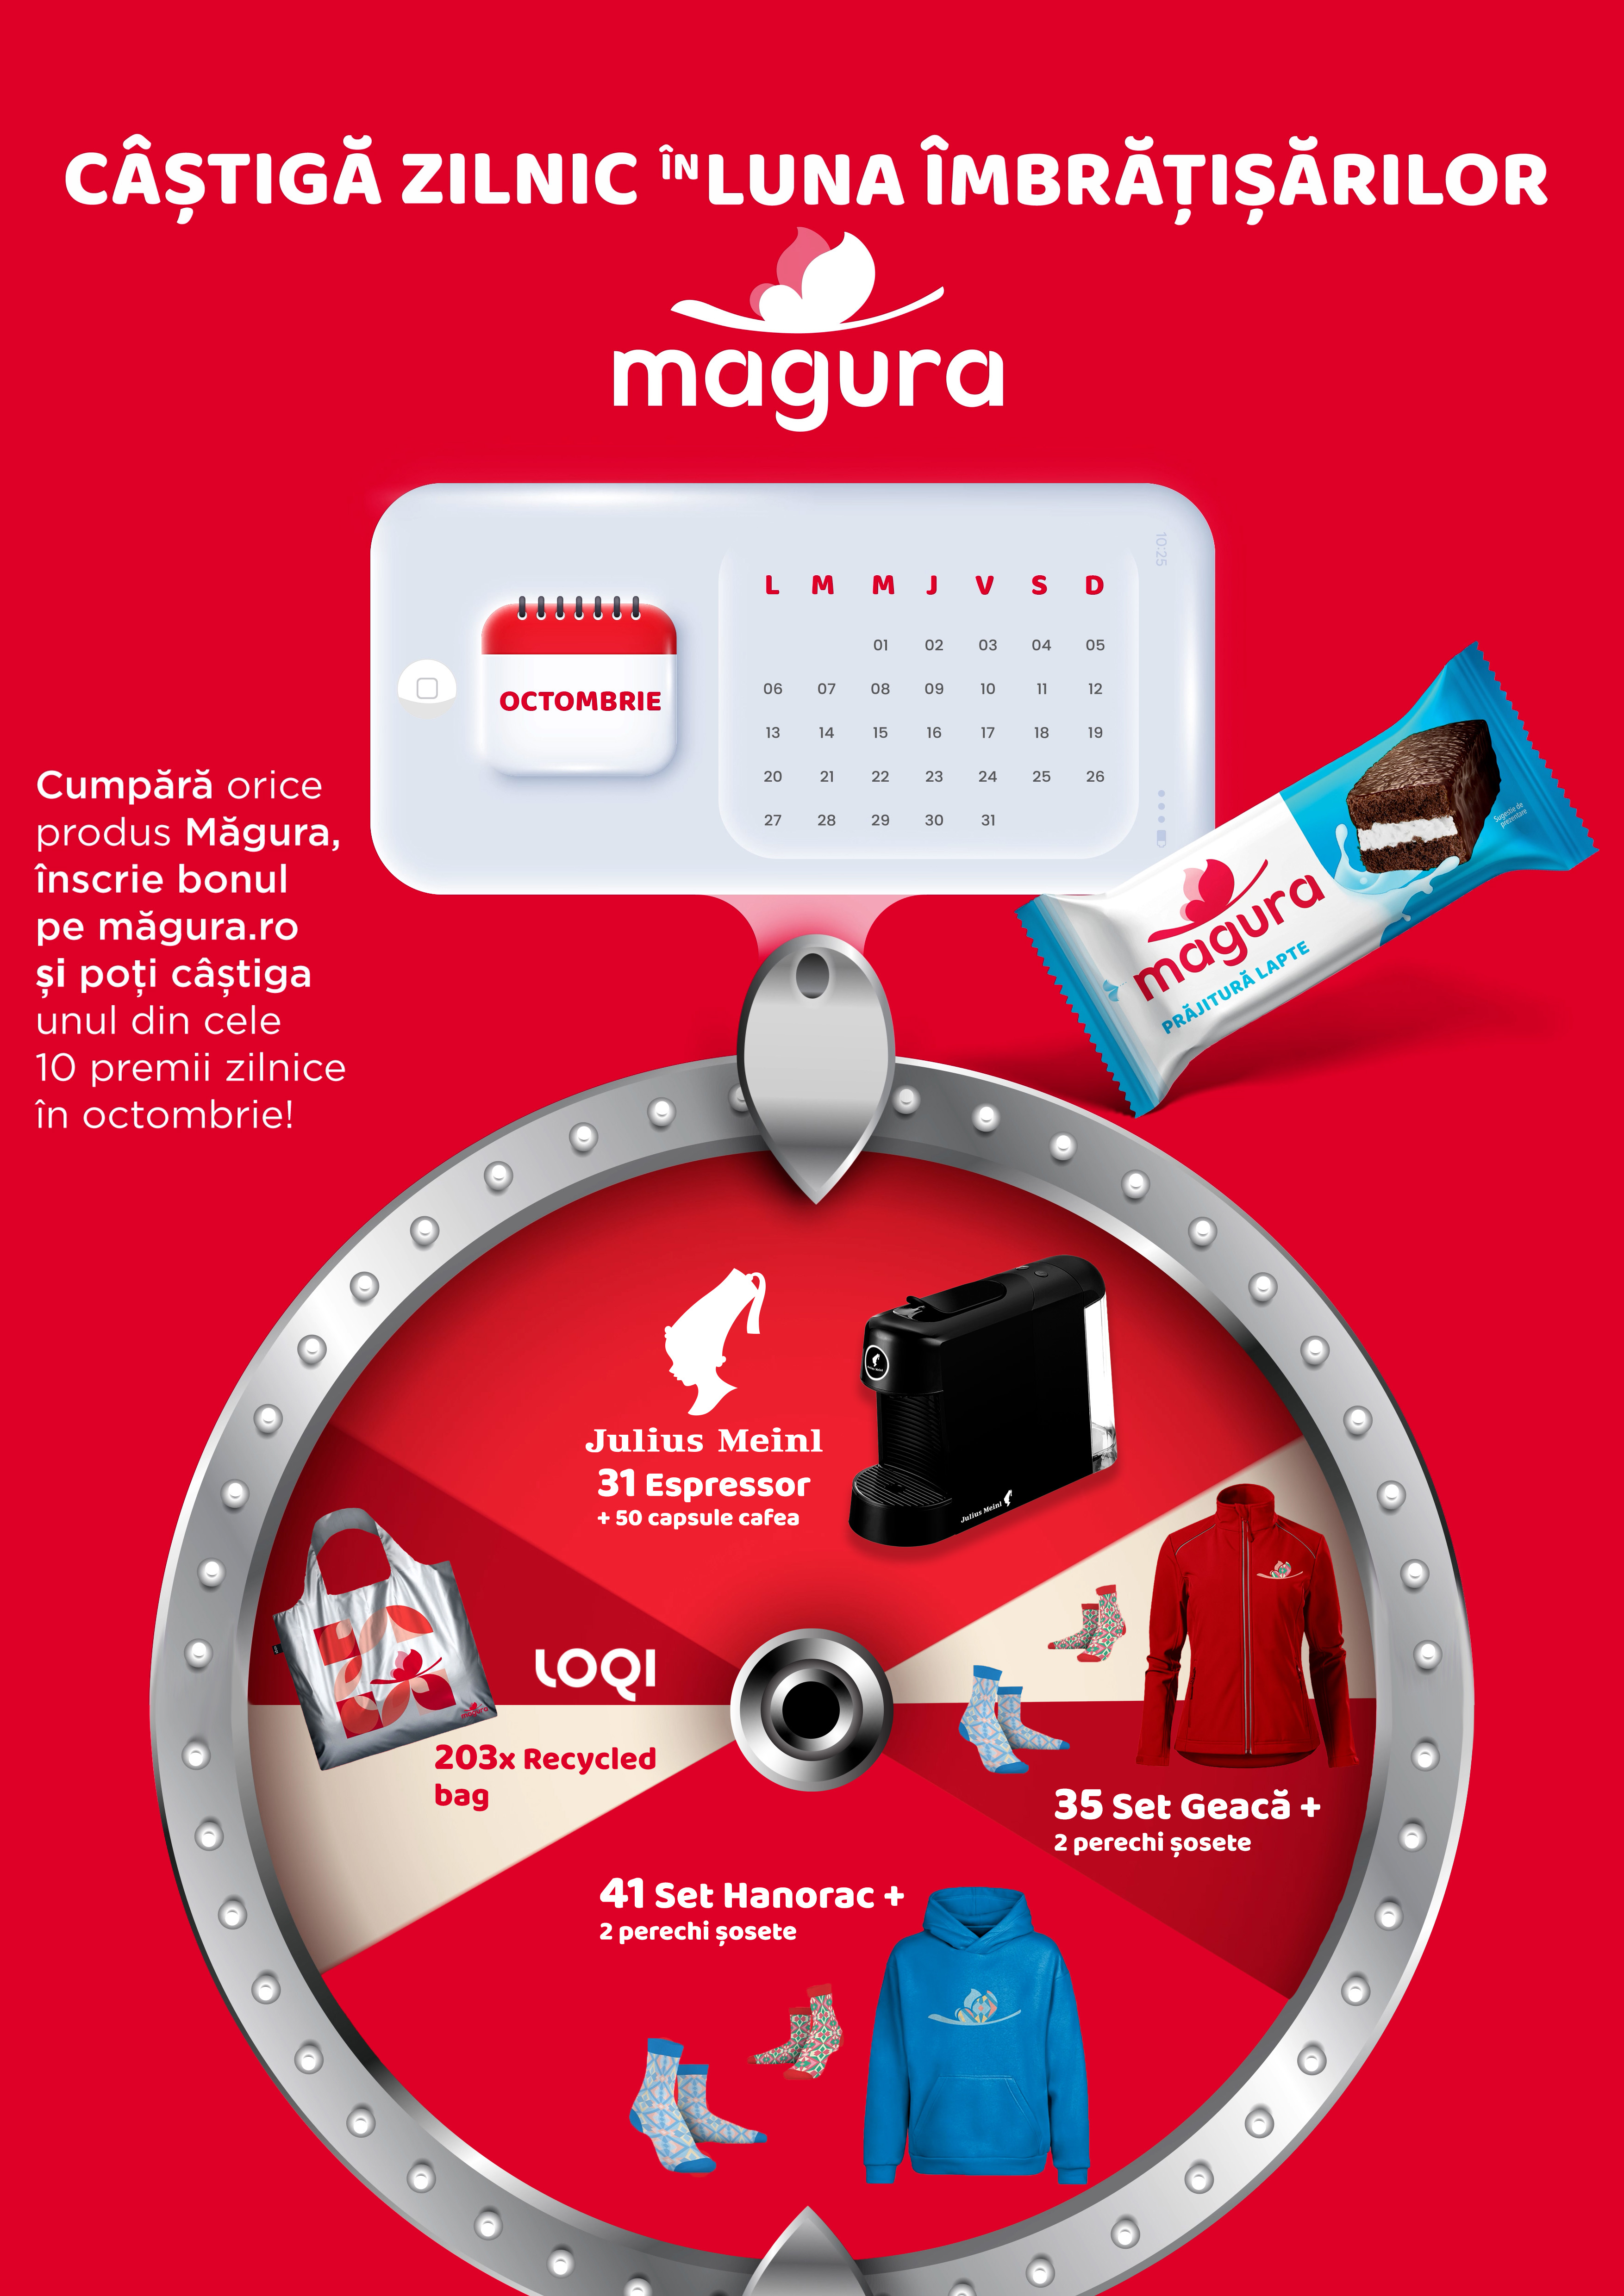 CÂȘTIGĂ ZILNIC ÎN LUNA ÎMBRĂȚIȘĂRILOR
magura
10:25
L M M J V S D
01 02 03 04 05
OCTOMBRIE
06 07 08 09 10 11 12
13 14 15 16 17 18 19
20 21 22 23 24 25 26
27 28 29 30 31
Cumpără orice
produs Măgura,
înscrie bonul
pe măgura.ro
și poți câștiga
unul din cele
10 premii zilnice
în octombrie!
Sugestie de
prezentare
magura
PRĂJITURĂ LAPTE
Julius Meinl
31 Espressor
+ 50 capsule cafea
Julius Meinl
LOQI
magura
203x Recycled
bag
35 Set Geacă +
2 perechi șosete
41 Set Hanorac +
2 perechi șosete